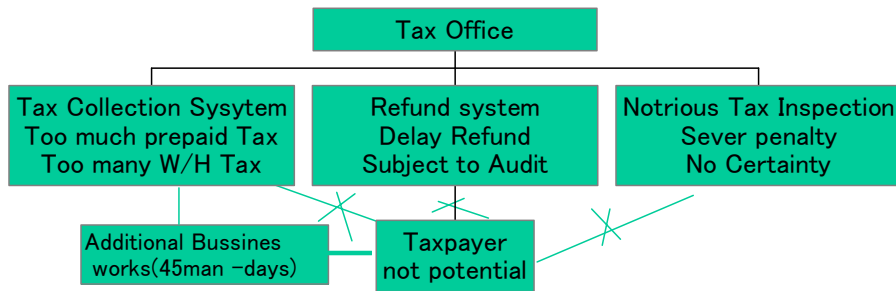 Tax Office
Tax Collection Sysytem
Too much prepaid Tax
Too many W/H Tax
Refund system
Delay Refund
Subject to Audit
Notrious Tax Inspection
Sever penalty
No Certainty
Additional Bussines
works(45man -days)
Taxpayer
not potential